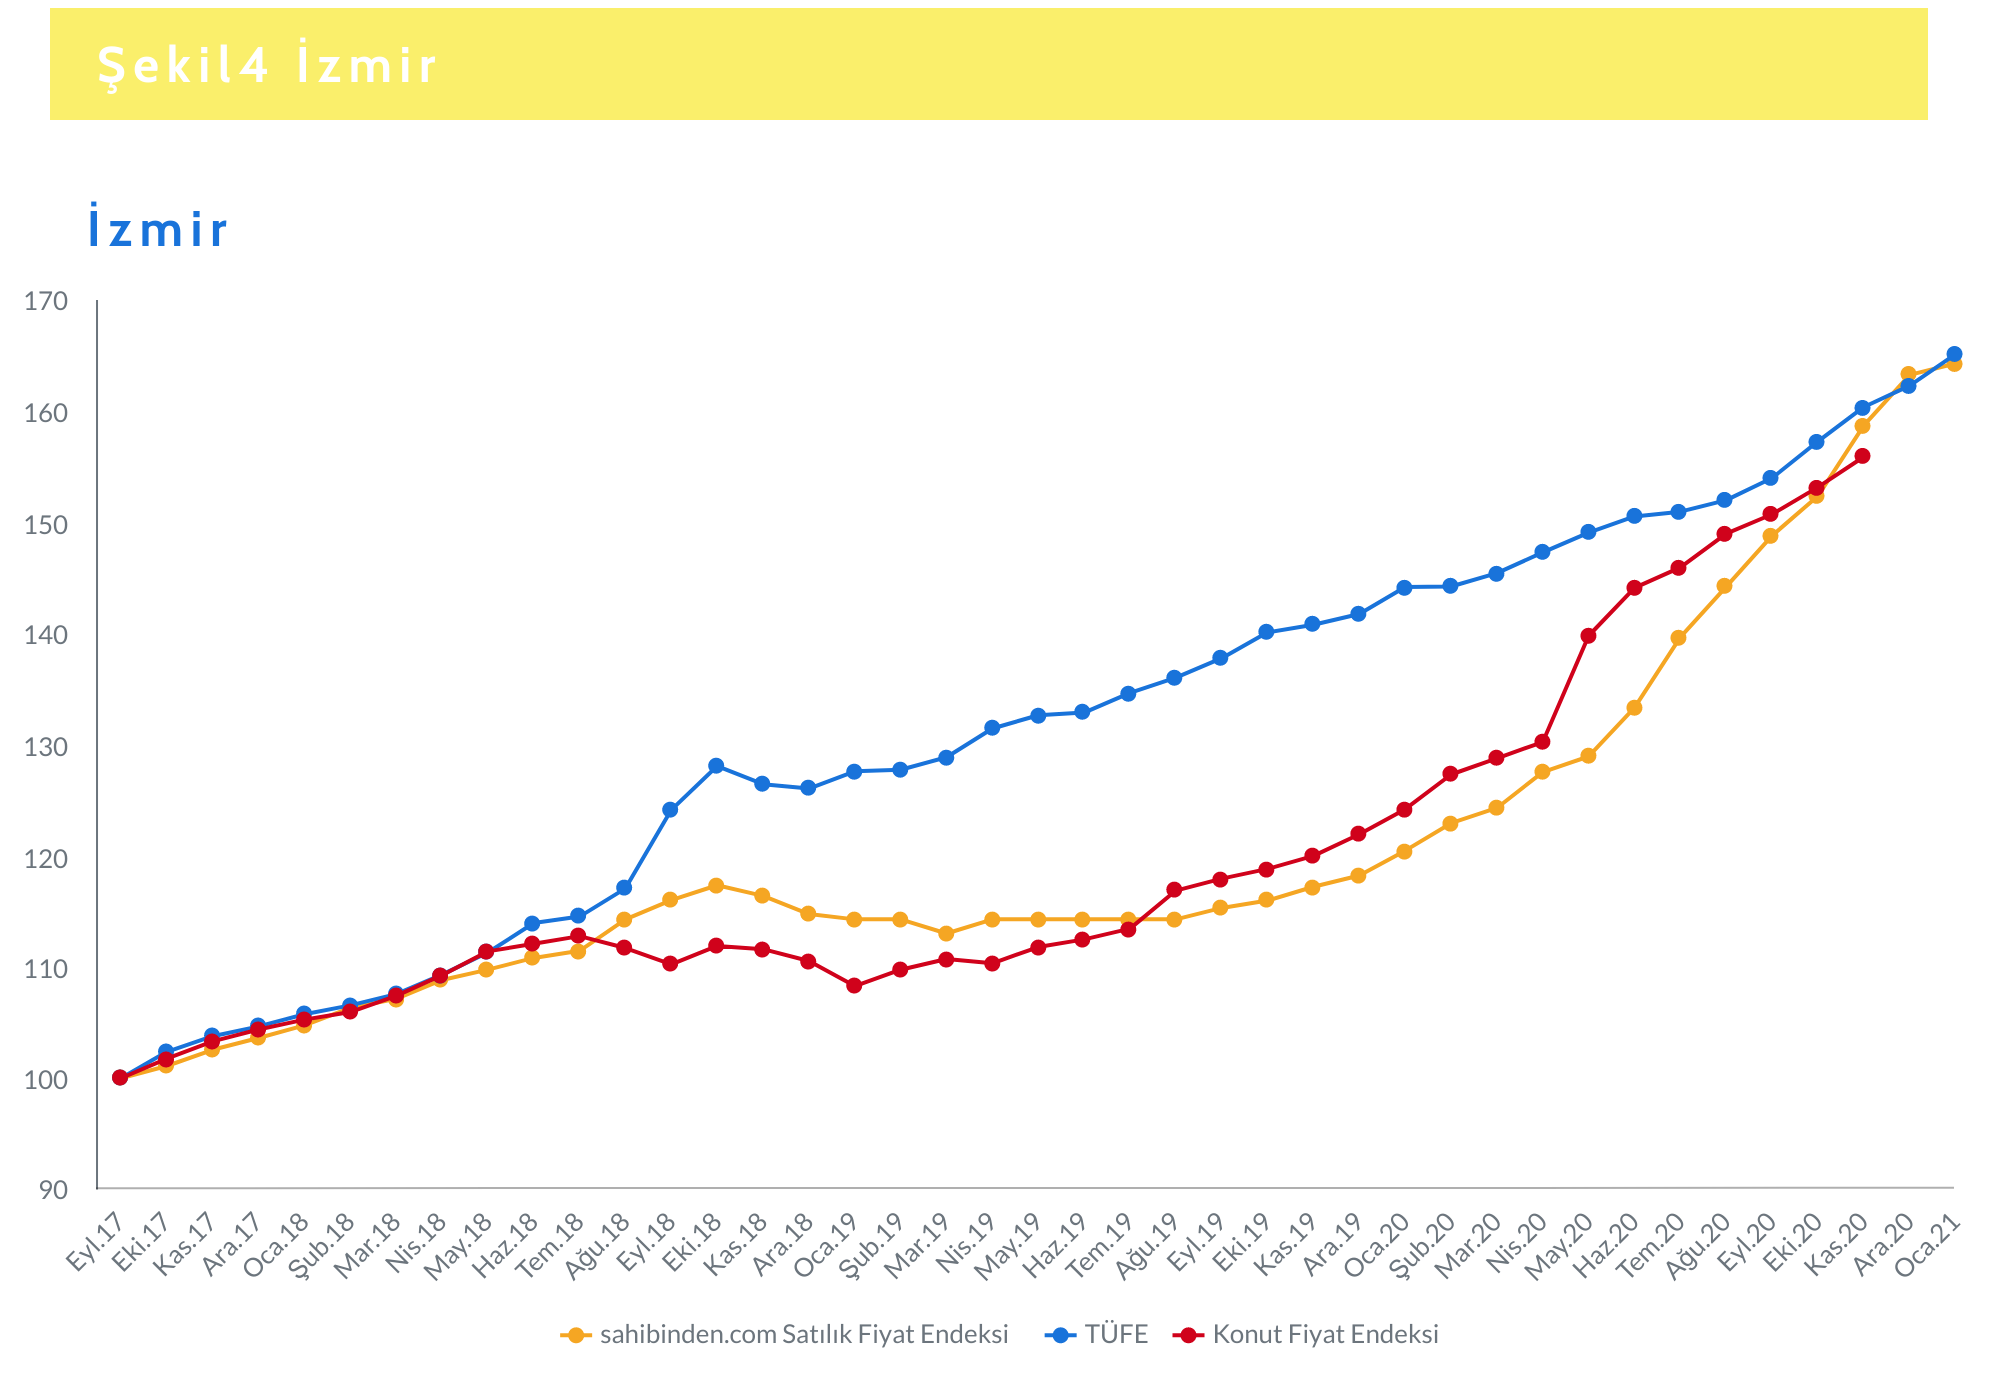 Şekil4 İzmir
İzmir
170
160
150
140
130
120
110
100
90
Eyl.17
Eki.17
Kas.17
Ara.17
Oca.18
Şub.18
Mar.18
Nis.18
May.18
Haz.18
Tem.18
Ağu.18
Eyl.18
Eki.18
Kas.18
Ara.18
Oca.19
Şub.19
Mar.19
Nis.19
May.19
Haz.19
Tem.19
Ağu.19
Eyl.19
Eki.19
Kas.19
Ara.19
Oca.20
Şub.20
Mar.20
Nis.20
May.20
Haz.20
Tem.20
Ağu.20
Eyl.20
Eki.20
Kas.20
Ara.20
Oca.21
sahibinden.com Satılık Fiyat Endeksi TÜFE Konut Fiyat Endeksi